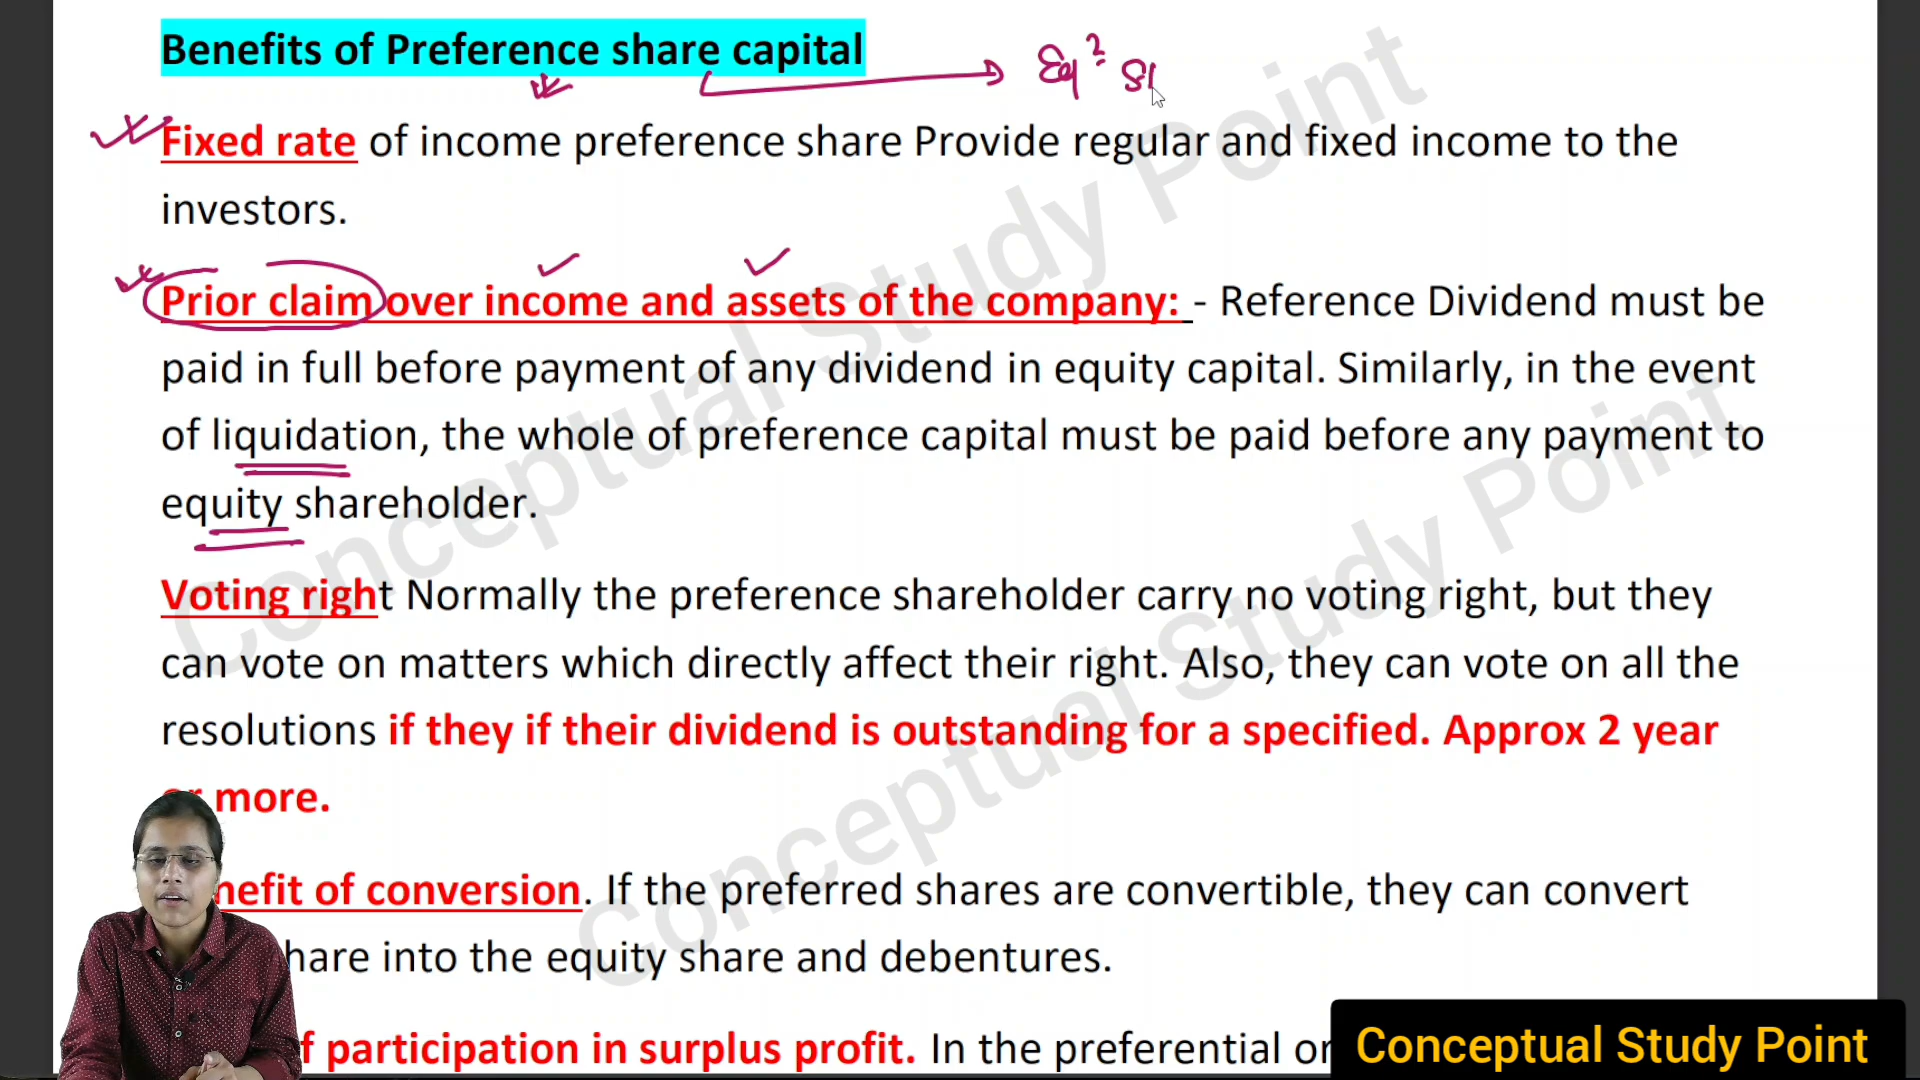 Benefits of Preference share capital
Eq? Sh
Fixed rate of income preference share Provide regular and fixed income to the
investors.
Prior claim over income and assets of the company: - Reference Dividend must be
paid in full before payment of any dividend in equity capital. Similarly, in the event
of liquidation, the whole of preference capital must be paid before any payment to
equity shareholder.
Voting right Normally the preference shareholder carry no voting right, but they
can vote on matters which directly affect their right. Also, they can vote on all the
resolutions if they if their dividend is outstanding for a specified. Approx 2 year
or more.
nefit of conversion. If the preferred shares are convertible, they can convert
hare into the equity share and debentures.
f participation in surplus profit. In the preferential or
Conceptual Study Point
Conceptual Study Point
Conceptual Study Point